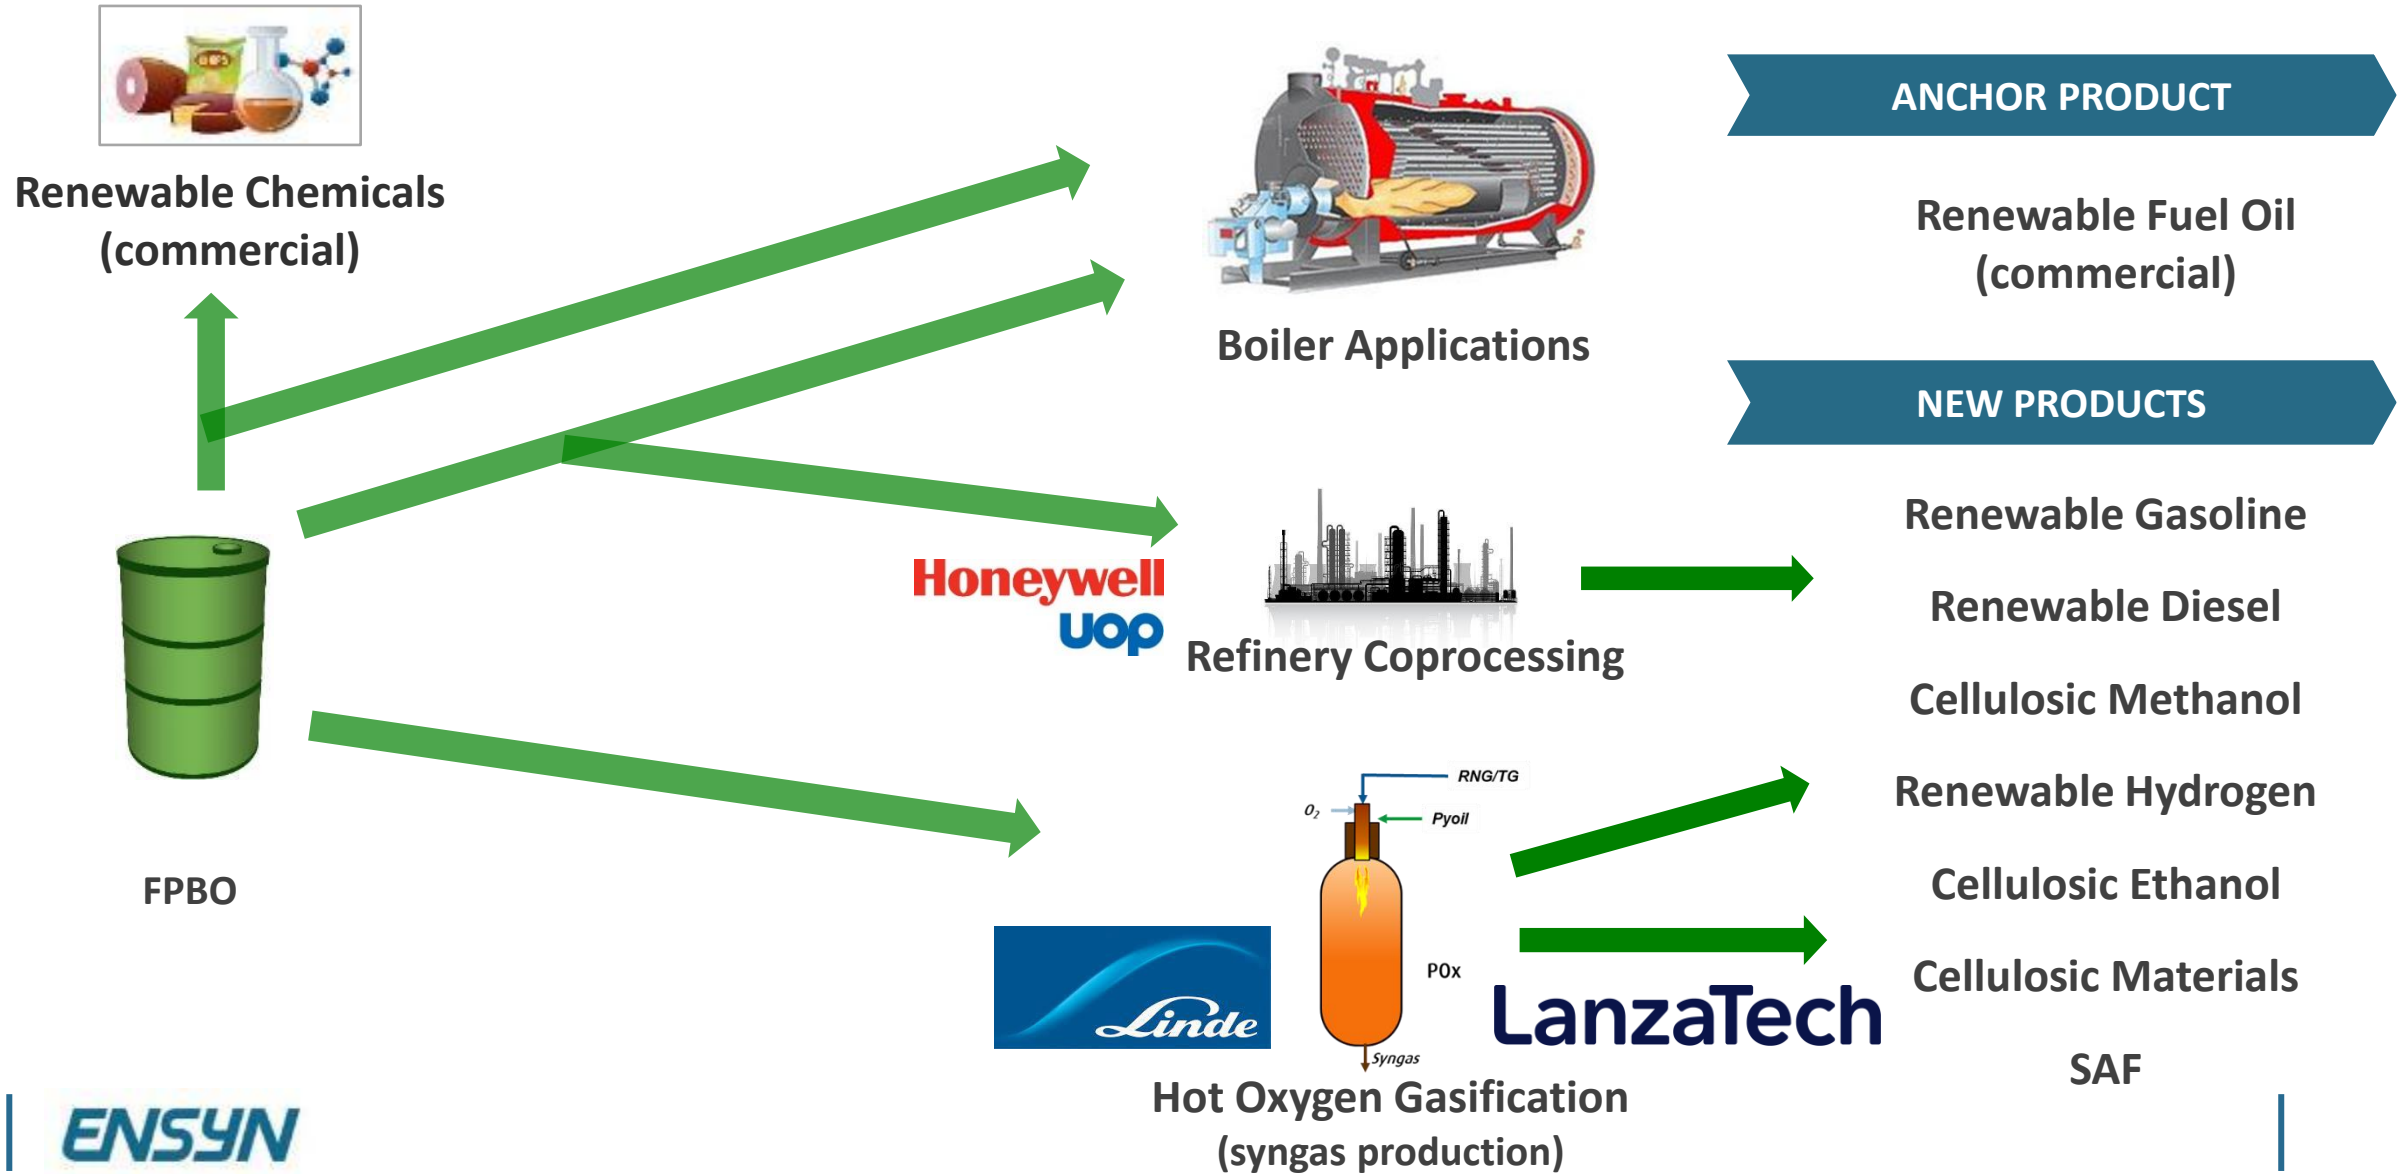 Renewable Chemicals
(commercial)
FPBO
Boiler Applications
Honeywell
uop
Refinery Coprocessing
RNG/TG
O2
Pyoil
POx
Syngas
Linde
LanzaTech
Hot Oxygen Gasification
(syngas production)
ANCHOR PRODUCT
Renewable Fuel Oil
(commercial)
NEW PRODUCTS
Renewable Gasoline
Renewable Diesel
Cellulosic Methanol
Renewable Hydrogen
Cellulosic Ethanol
Cellulosic Materials
SAF
ENSYN